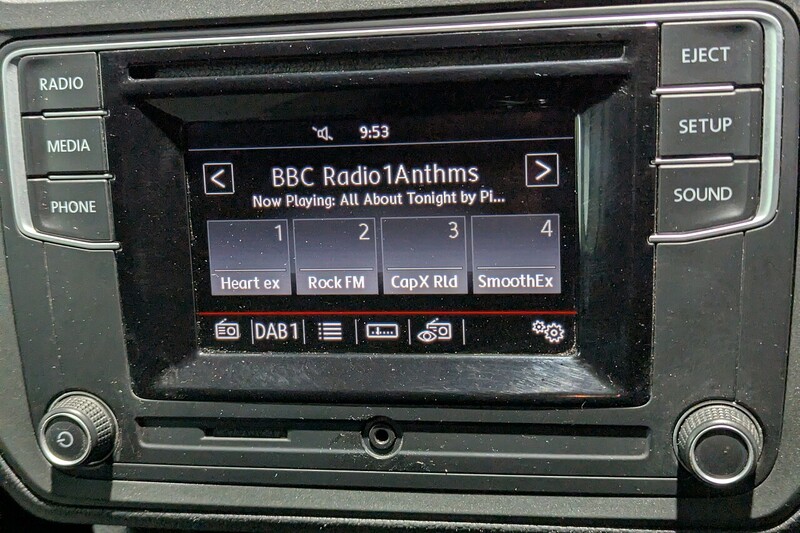 RADIO
MEDIA
PHONE
EJECT
SETUP
SOUND
9:53
< BBC Radio1Anthms >
Now Playing: All About Tonight by Pi...
1 2 3 4
Heart ex Rock FM CapX Rld SmoothEx
DAB1